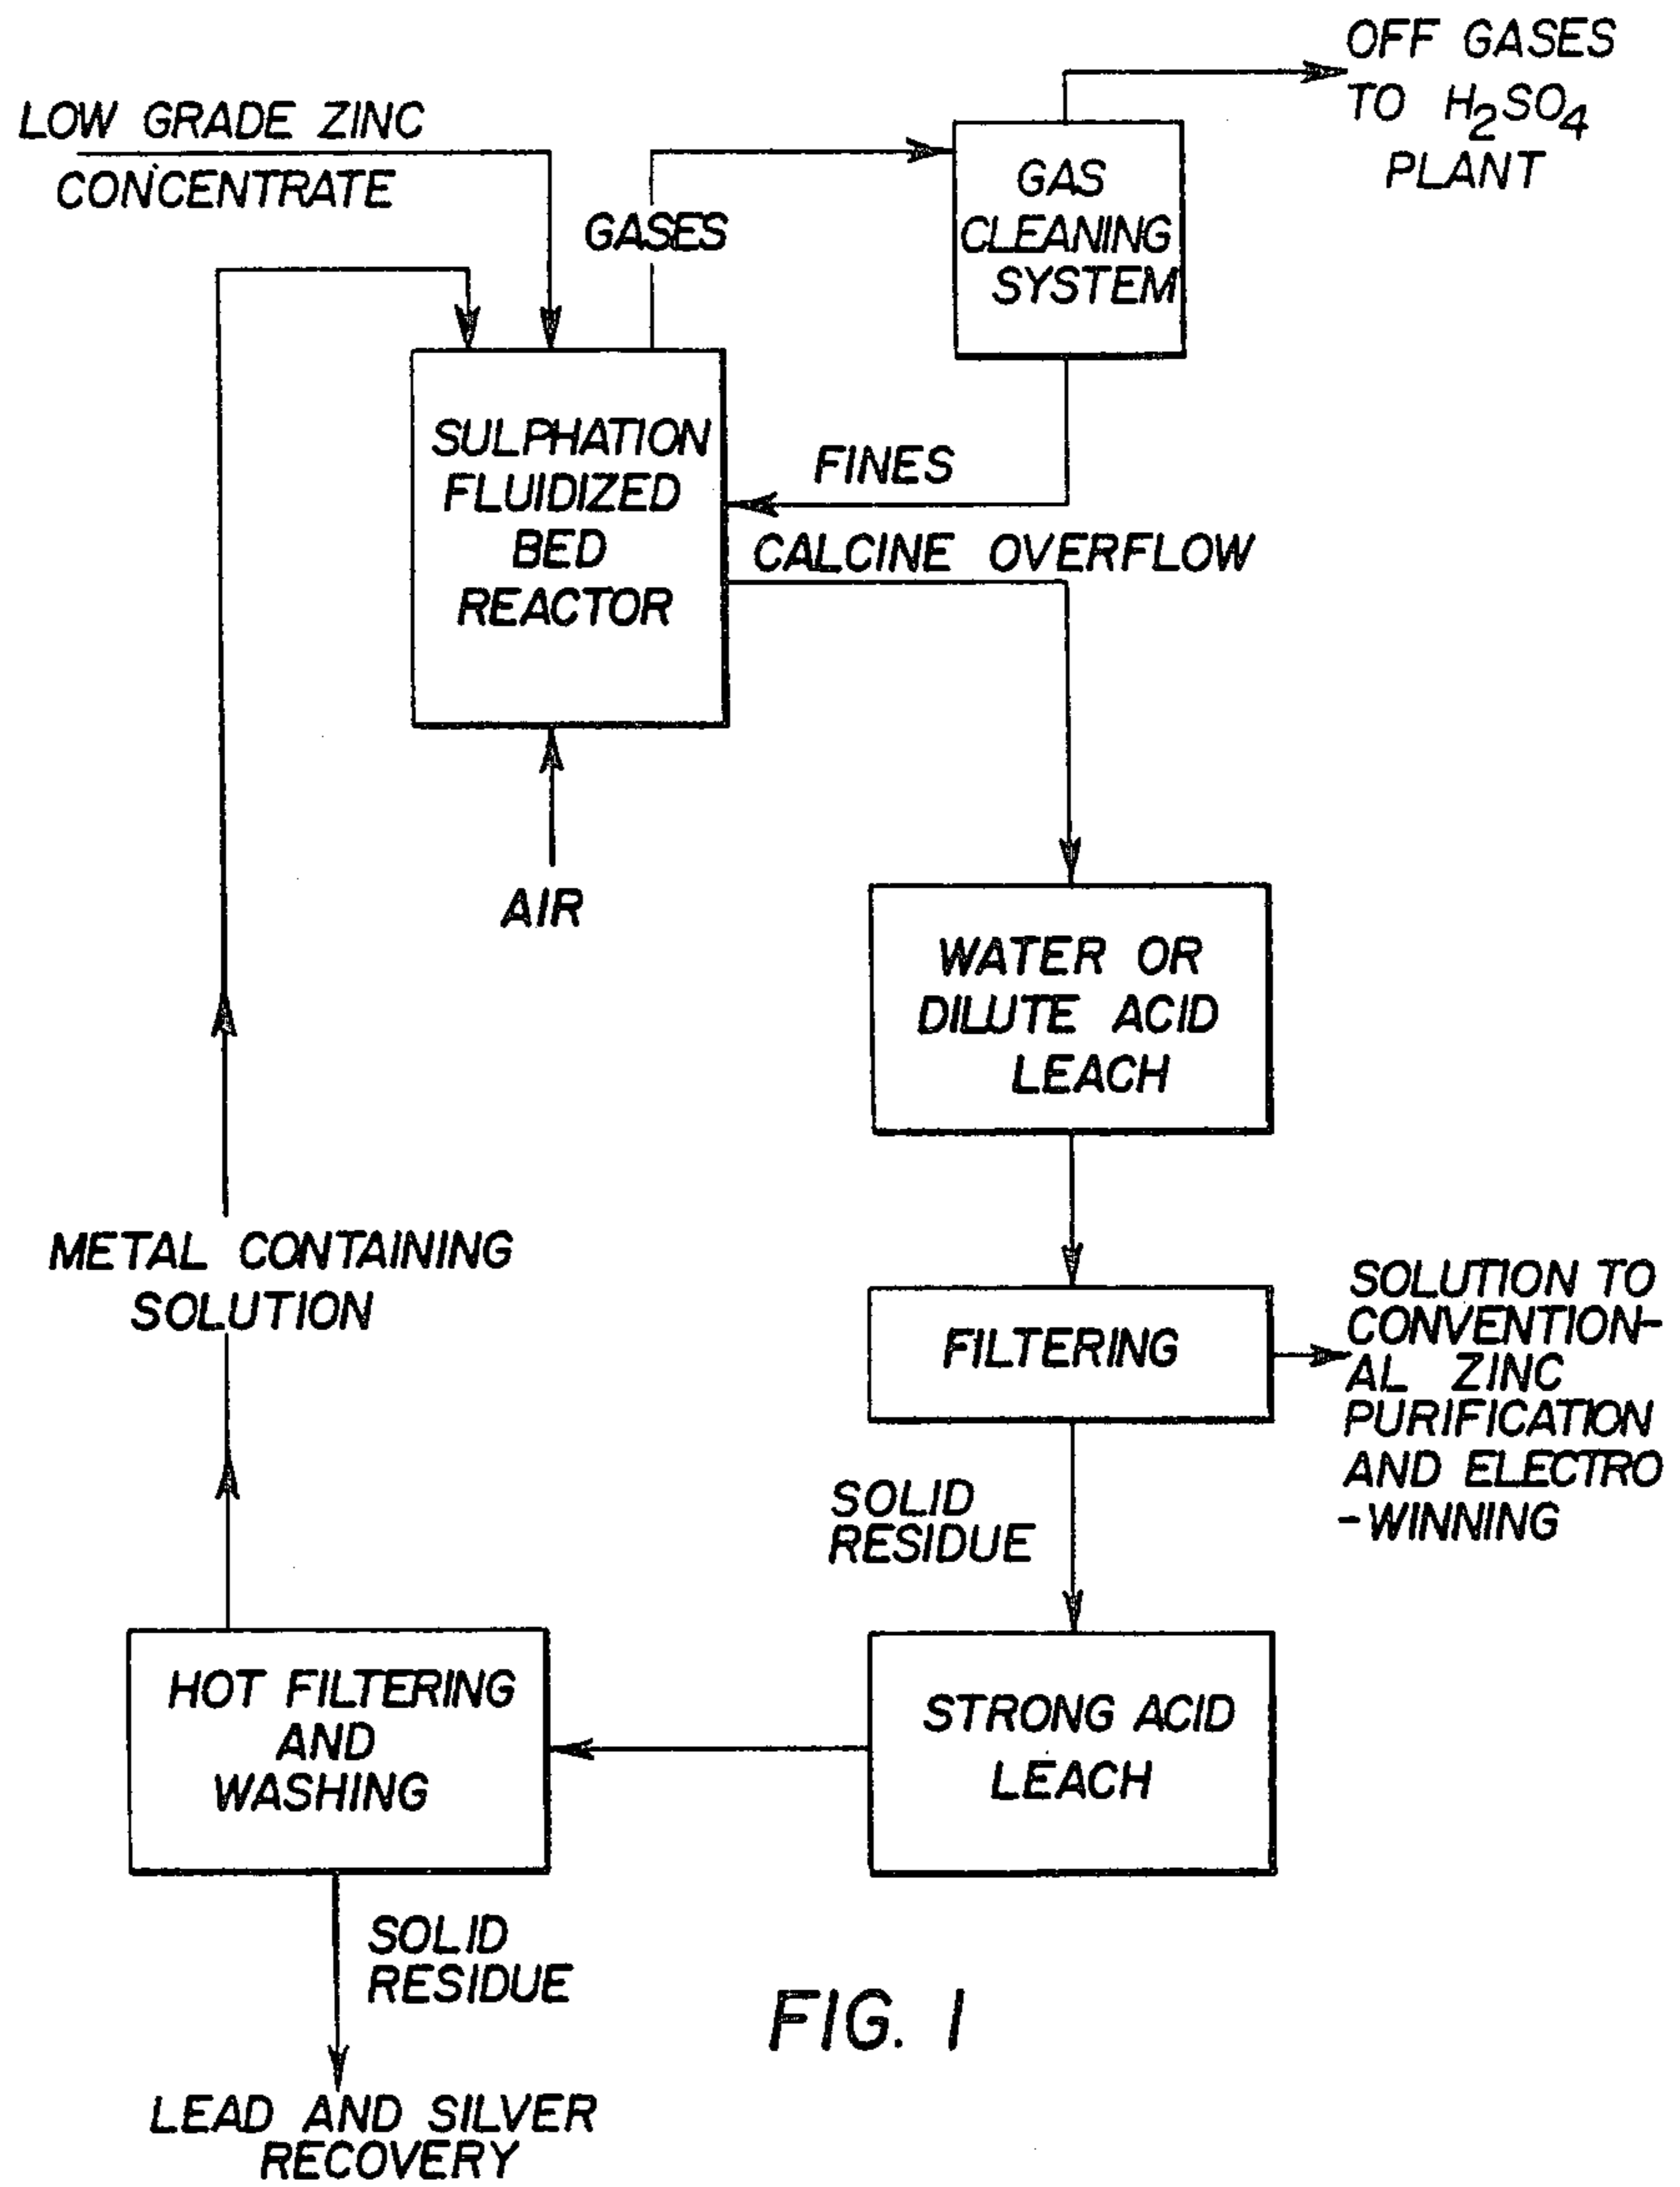 OFF GASES
TO H2SO4
PLANT
LOW GRADE ZINC
CONCENTRATE
GASES
GAS
CLEANING
SYSTEM
SULPHATION
FLUIDIZED
BED
REACTOR
FINES
CALCINE OVERFLOW
AIR
WATER OR
DILUTE ACID
LEACH
METAL CONTAINING
SOLUTION
FILTERING
SOLUTION TO
CONVENTION-
AL ZINC
PURIFICATION
AND ELECTRO
-WINNING
SOLID
RESIDUE
HOT FILTERING
AND
WASHING
STRONG ACID
LEACH
SOLID
RESIDUE
FIG. 1
LEAD AND SILVER
RECOVERY